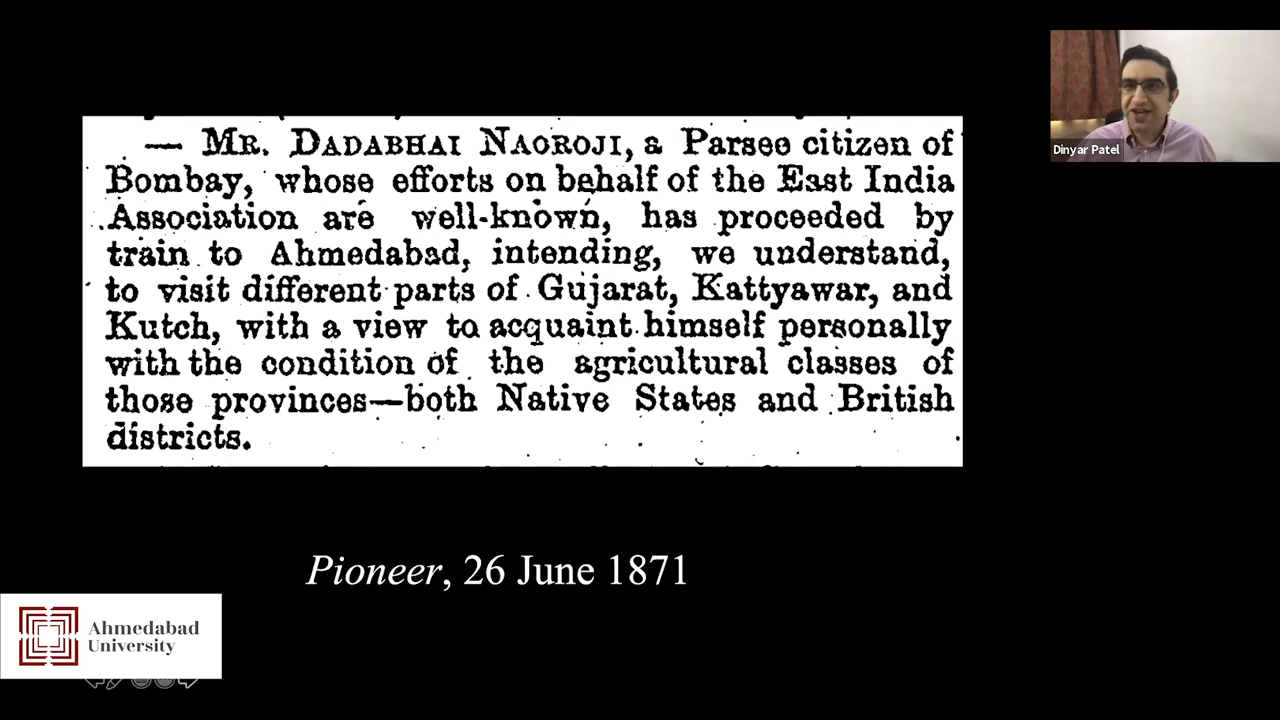 — MR. DADABHAI NAOROJI, a Parsee citizen of
Bombay, whose efforts on behalf of the East India
Association are well-known, has proceeded by
train to Ahmedabad, intending, we understand,
to visit different parts of Gujarat, Kattyawar, and
Kutch, with a view to acquaint himself personally
with the condition of the agricultural classes of
those provinces—both Native States and British
districts.
Pioneer, 26 June 1871
Dinyar Patel
Ahmedabad
University